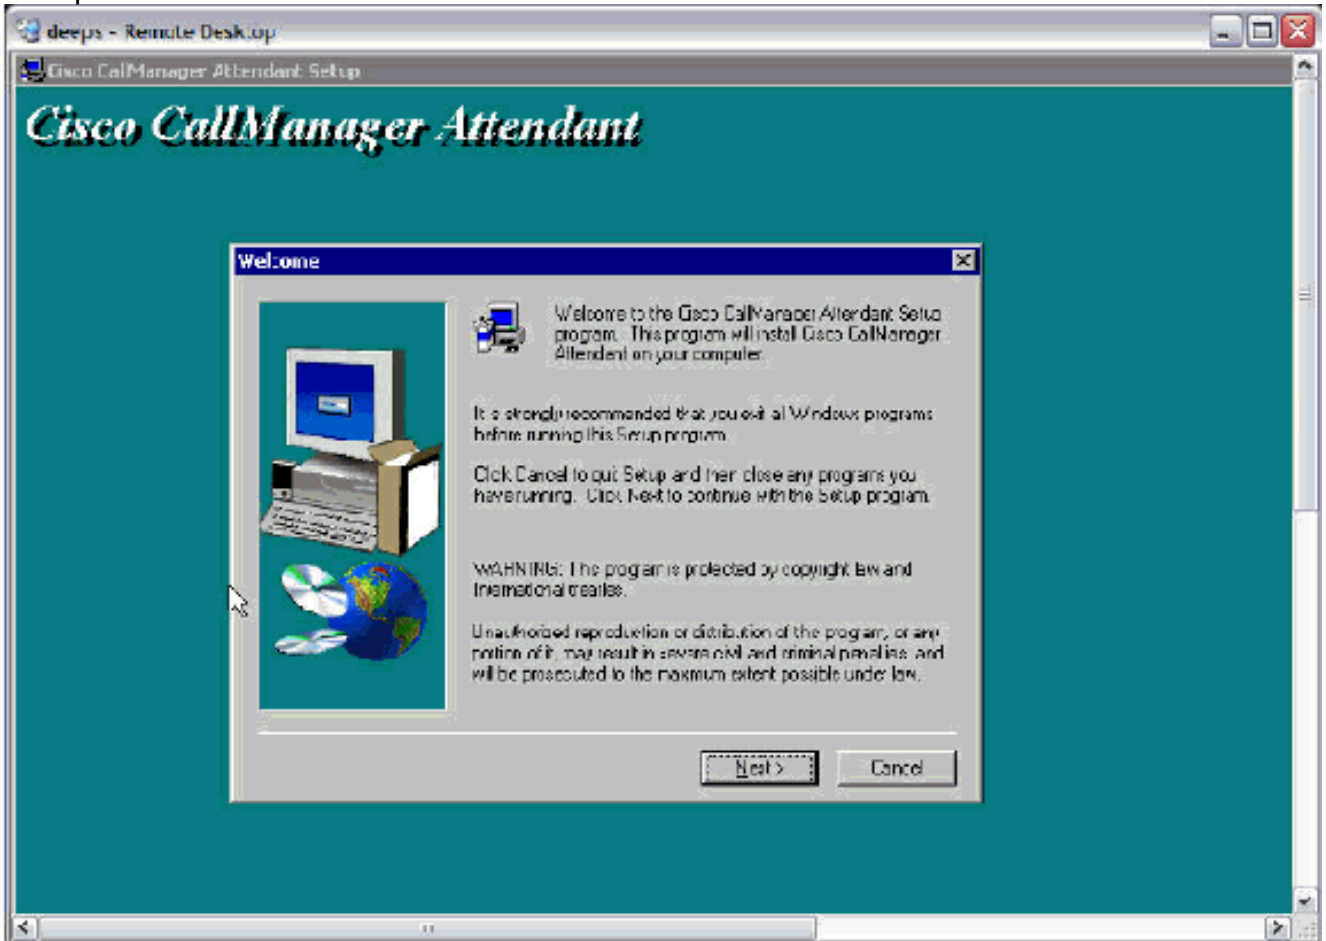 deeps - Remote Desktop
Cisco CallManager Attendant Setup
Cisco CallManager Attendant
Welcome
Welcome to the Cisco CallManager Attendant Setup
program. This program will install Cisco CallManager
Attendant on your computer.
It is strongly recommended that you exit all Windows programs
before running this Setup program.
Click Cancel to quit Setup and then close any programs you
have running. Click Next to continue with the Setup program.
WARNING: This program is protected by copyright law and
international treaties.
Unauthorized reproduction or distribution of this program, or any
portion of it, may result in severe civil and criminal penalties, and
will be prosecuted to the maximum extent possible under law.
Next >
Cancel